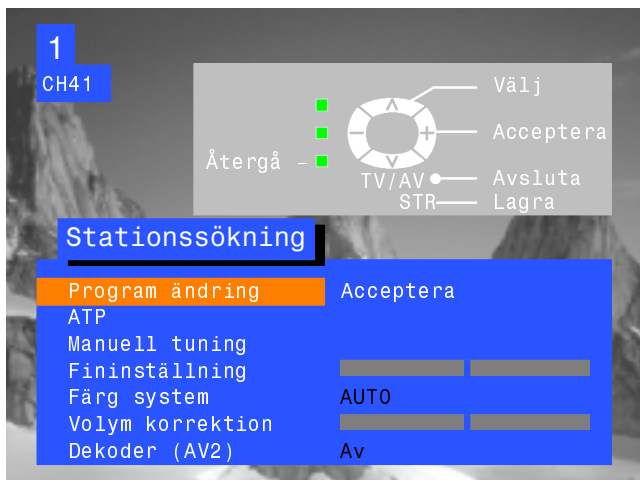 1
CH41
Välj
Acceptera
Återgå –
TV/AV
Avsluta
STR
Lagra
Stationssökning
Program ändring Acceptera
ATP
Manuell tuning
Fininställning
Färg system AUTO
Volym korrektion
Dekoder (AV2) Av